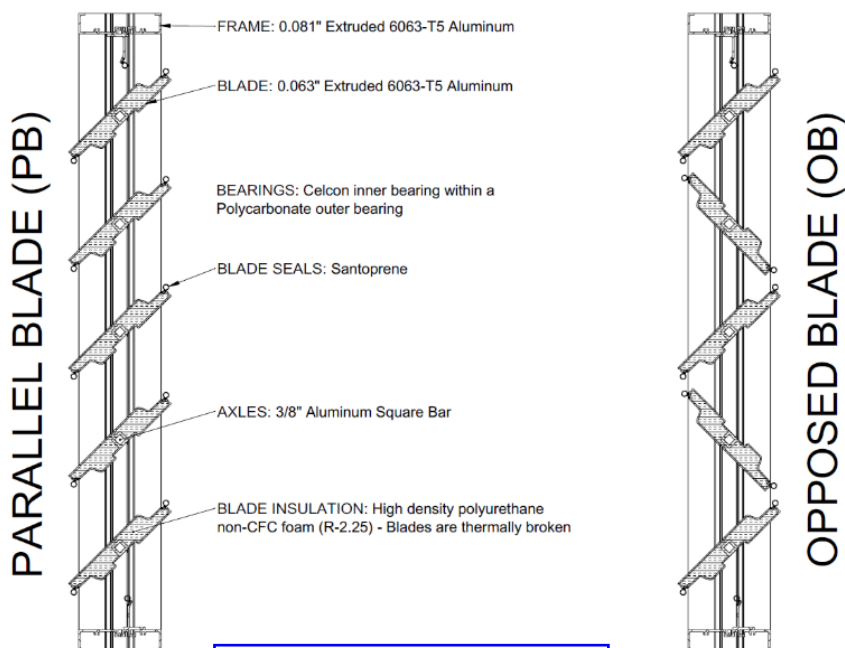 PARALLEL BLADE (PB)
FRAME: 0.081" Extruded 6063-T5 Aluminum
BLADE: 0.063" Extruded 6063-T5 Aluminum
BEARINGS: Celcon inner bearing within a
Polycarbonate outer bearing
BLADE SEALS: Santoprene
AXLES: 3/8" Aluminum Square Bar
BLADE INSULATION: High density polyurethane
non-CFC foam (R-2.25) - Blades are thermally broken
OPPOSED BLADE (OB)